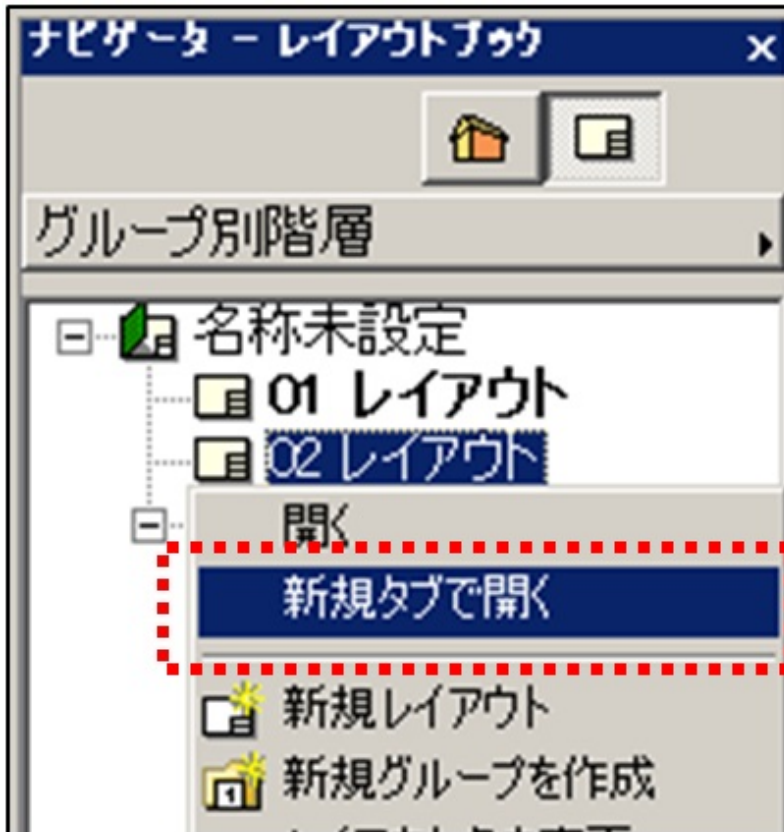 ナビゲータ - レイアウトブック
グループ別階層
名称未設定
01 レイアウト
02 レイアウト
開く
新規タブで開く
新規レイアウト
新規グループを作成